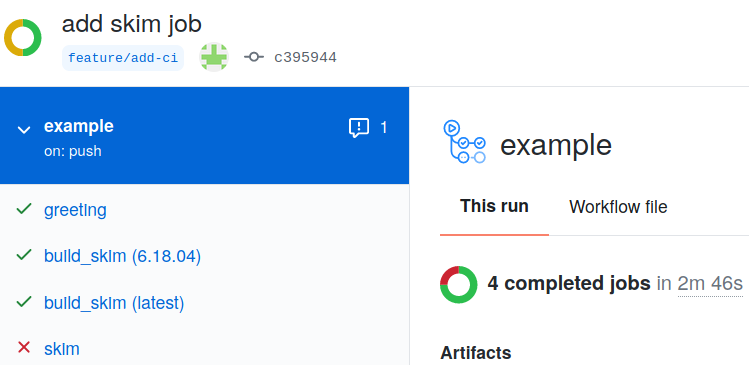 add skim job
feature/add-ci c395944
example 1
on: push
greeting
build_skim (6.18.04)
build_skim (latest)
skim
example
This run Workflow file
4 completed jobs in 2m 46s
Artifacts